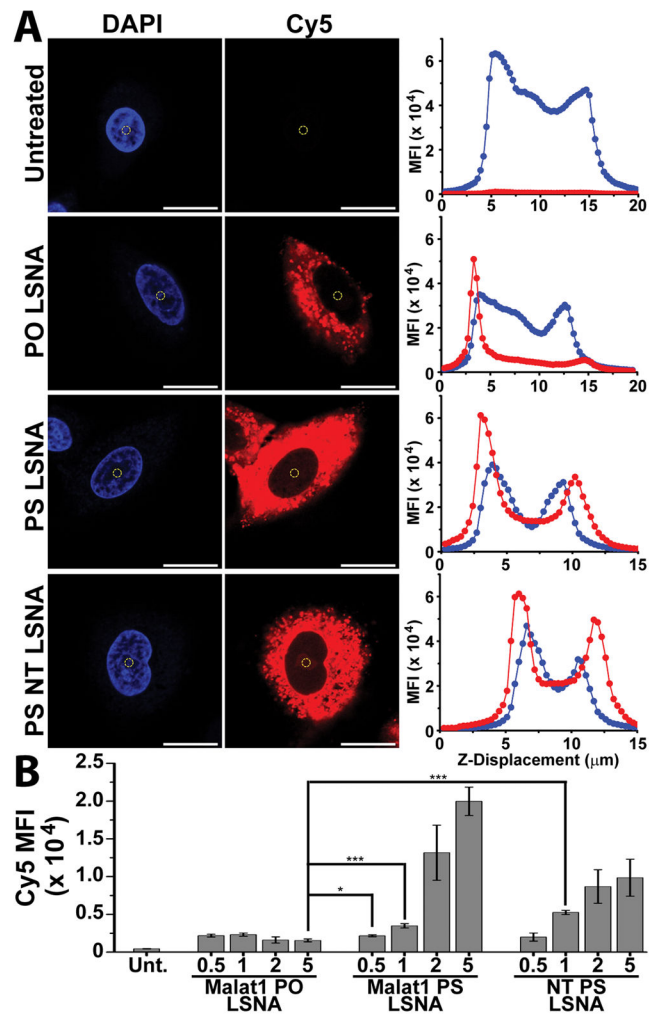 A
DAPI Cy5
Untreated
MFI (x 10⁴)
6
4
2
0
0 5 10 15 20
PO LSNA
MFI (x 10⁴)
6
4
2
0
0 5 10 15 20
PS LSNA
MFI (x 10⁴)
6
4
2
0
0 5 10 15
PS NT LSNA
MFI (x 10⁴)
6
4
2
0
0 5 10 15
Z-Displacement (μm)
B
Cy5 MFI
(x 10⁴)
2.5
2.0
1.5
1.0
0.5
0
***
***
*
Unt. 0.5 1 2 5 0.5 1 2 5 0.5 1 2 5
Malat1 PO Malat1 PS NT PS
LSNA LSNA LSNA